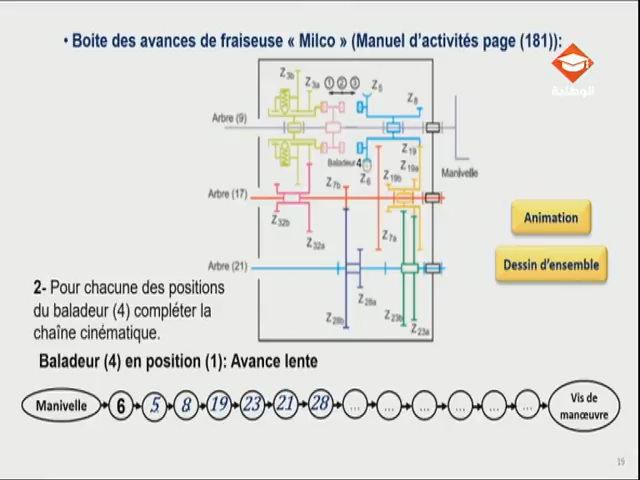 • Boite des avances de fraiseuse « Milco » (Manuel d'activités page (181)):
الوطنية
Z3b
Z3a
1 2 3
Z5
Z8
Arbre (9)
Baladeur 4
Z6
Z19
Z19a
Manivelle
Z7b
Z19b
Arbre (17)
Z32b
Z32a
Z7a
Arbre (21)
Z28a
Z28b
Z23b
Z23a
Animation
Dessin d'ensemble
2- Pour chacune des positions
du baladeur (4) compléter la
chaîne cinématique.
Baladeur (4) en position (1): Avance lente
Manivelle 6 5 8 19 23 21 28 ... ... ... ... ... ... Vis de manœuvre
19